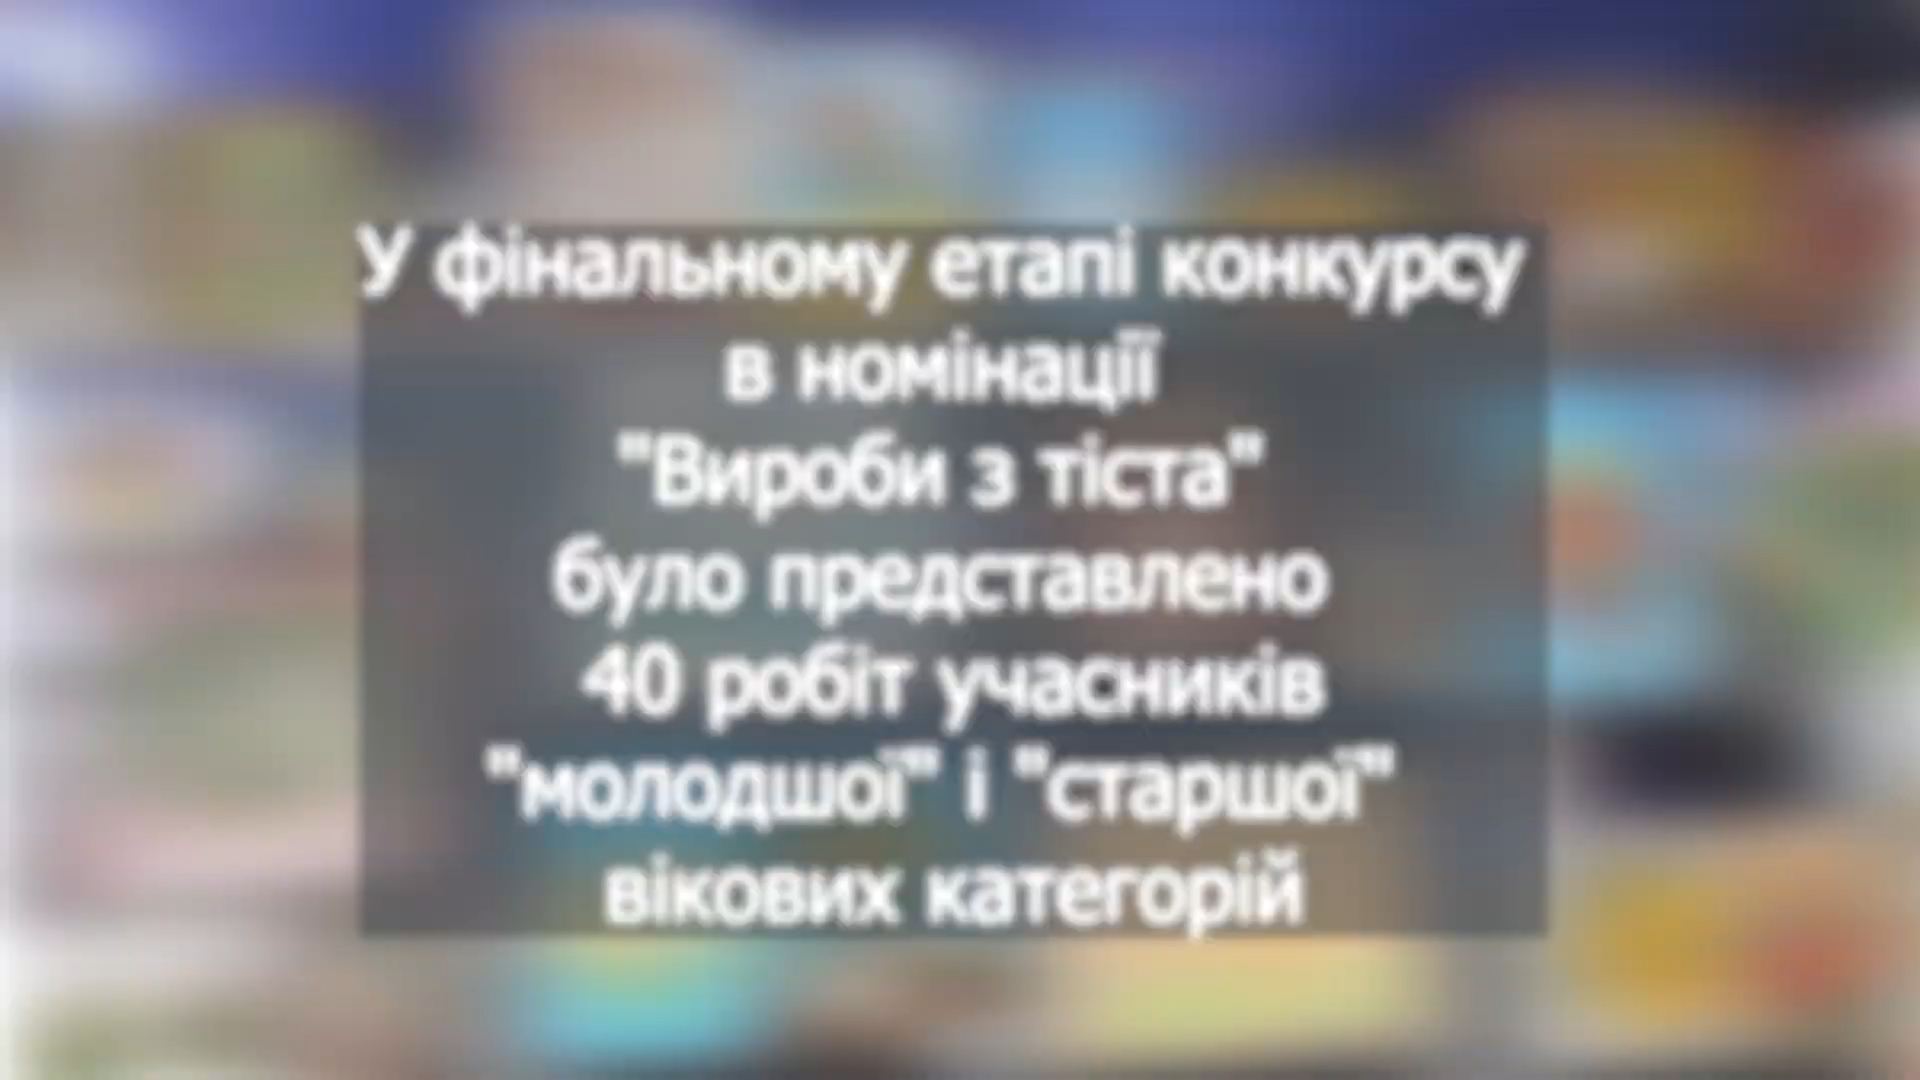 У фінальному етапі конкурсу
в номінації
"Вироби з тіста"
було представлено
40 робіт учасників
"молодшої" і "старшої"
вікових категорій